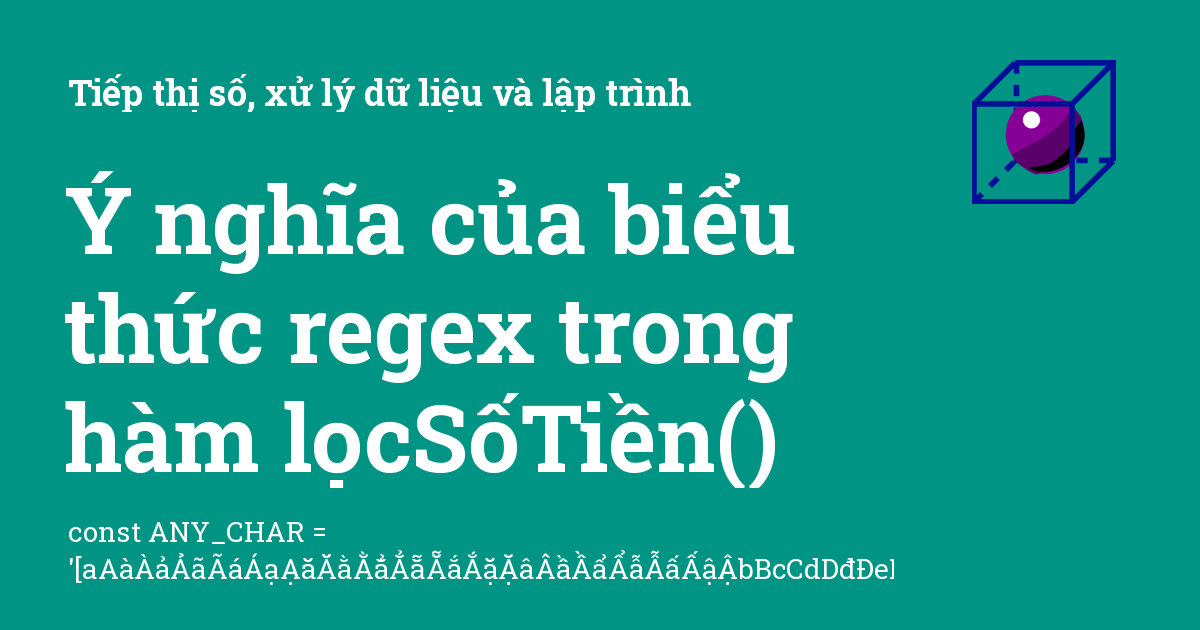 Tiếp thị số, xử lý dữ liệu và lập trình
Ý nghĩa của biểu
thức regex trong
hàm lọcSốTiền()
const ANY_CHAR =
'[aAàÀảẢãÃáÁạẠăĂằẰẳẲẵẴắẮặẶâÂầẦẩẨẫẪấẤậẬbBcCdDđĐe